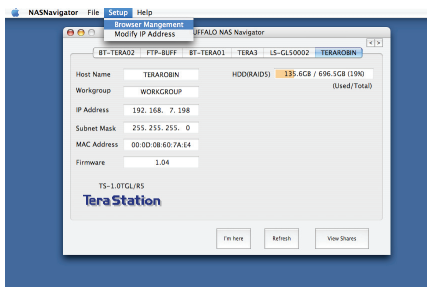 NASNavigator File Setup Help
Browser Mangement
Modify IP Address
UFFALO NAS Navigator
BT-TERA02 FTP-BUFF BT-TERA01 TERA3 LS-GL50002 TERAROBIN
Host Name TERAROBIN HDD(RAID5) 135.6GB / 696.5GB (19%)
(Used/Total)
Workgroup WORKGROUP
IP Address 192. 168. 7. 198
Subnet Mask 255. 255. 255. 0
MAC Address 00:0D:0B:60:7A:E4
Firmware 1.04
TS-1.0TGL/R5
TeraStation
I'm here Refresh View Shares